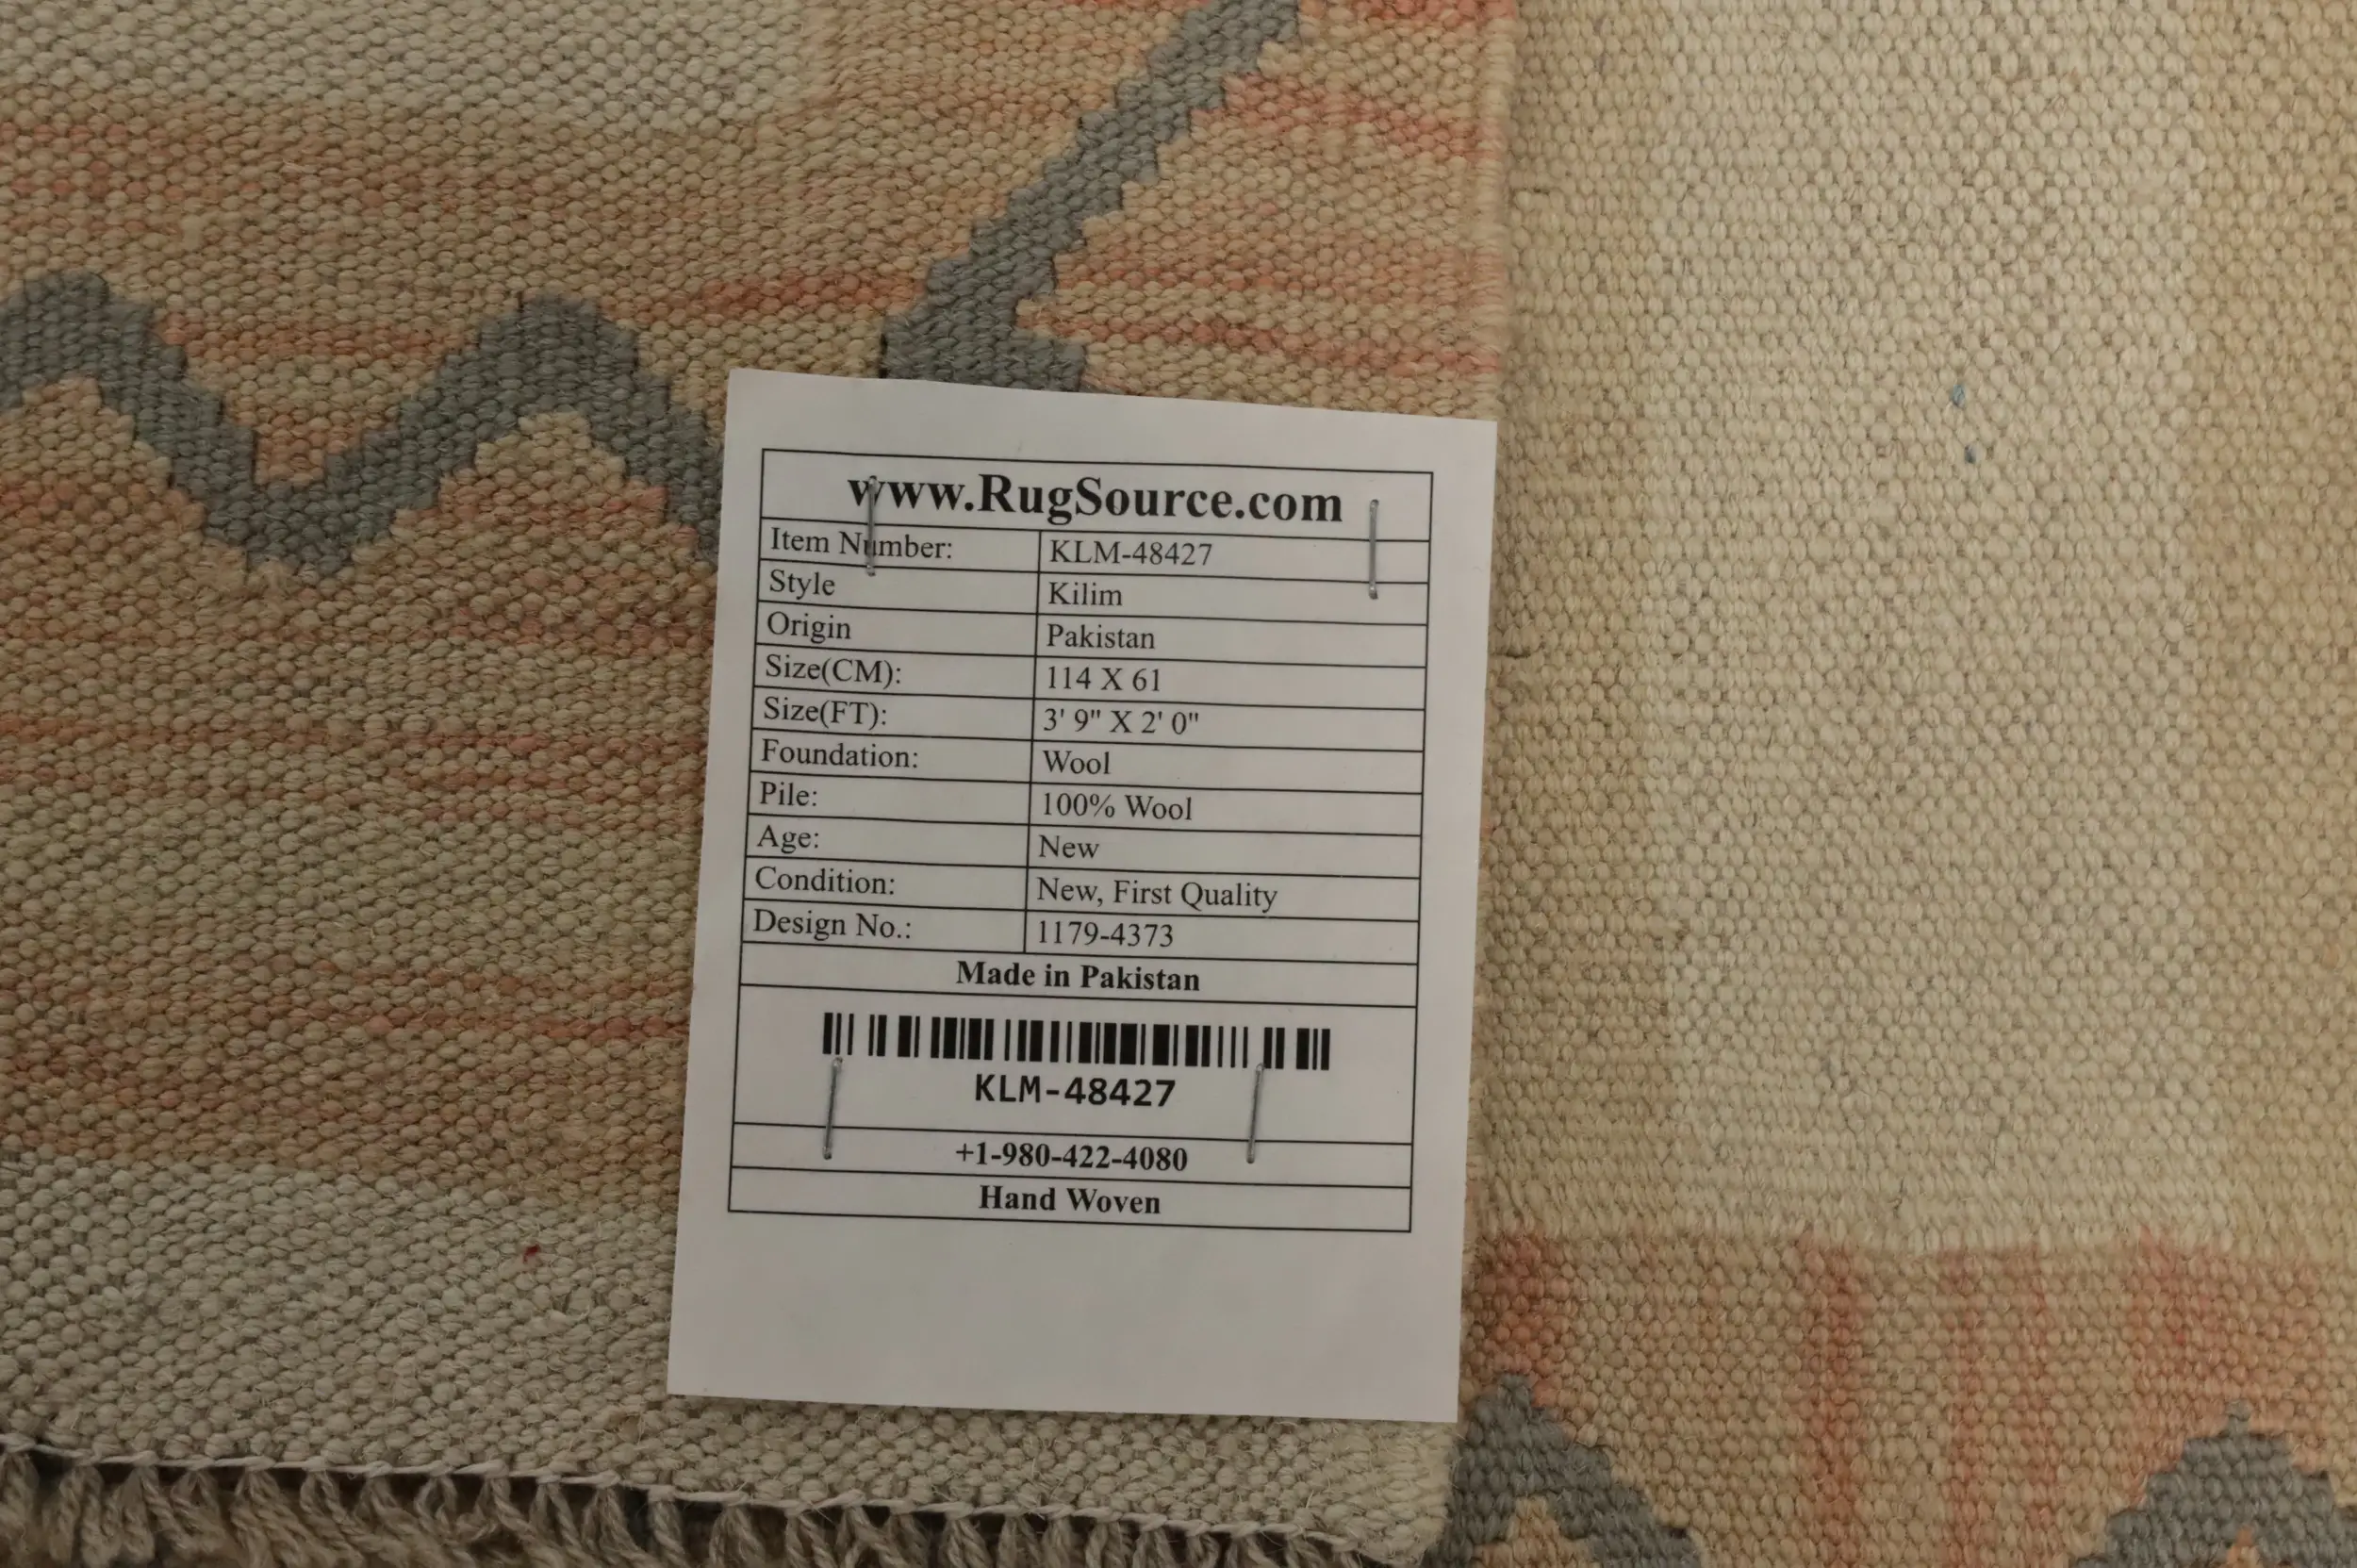 www.RugSource.com
Item Number: KLM-48427
Style Kilim
Origin Pakistan
Size(CM): 114 X 61
Size(FT): 3' 9" X 2' 0"
Foundation: Wool
Pile: 100% Wool
Age: New
Condition: New, First Quality
Design No.: 1179-4373
Made in Pakistan
KLM-48427
+1-980-422-4080
Hand Woven